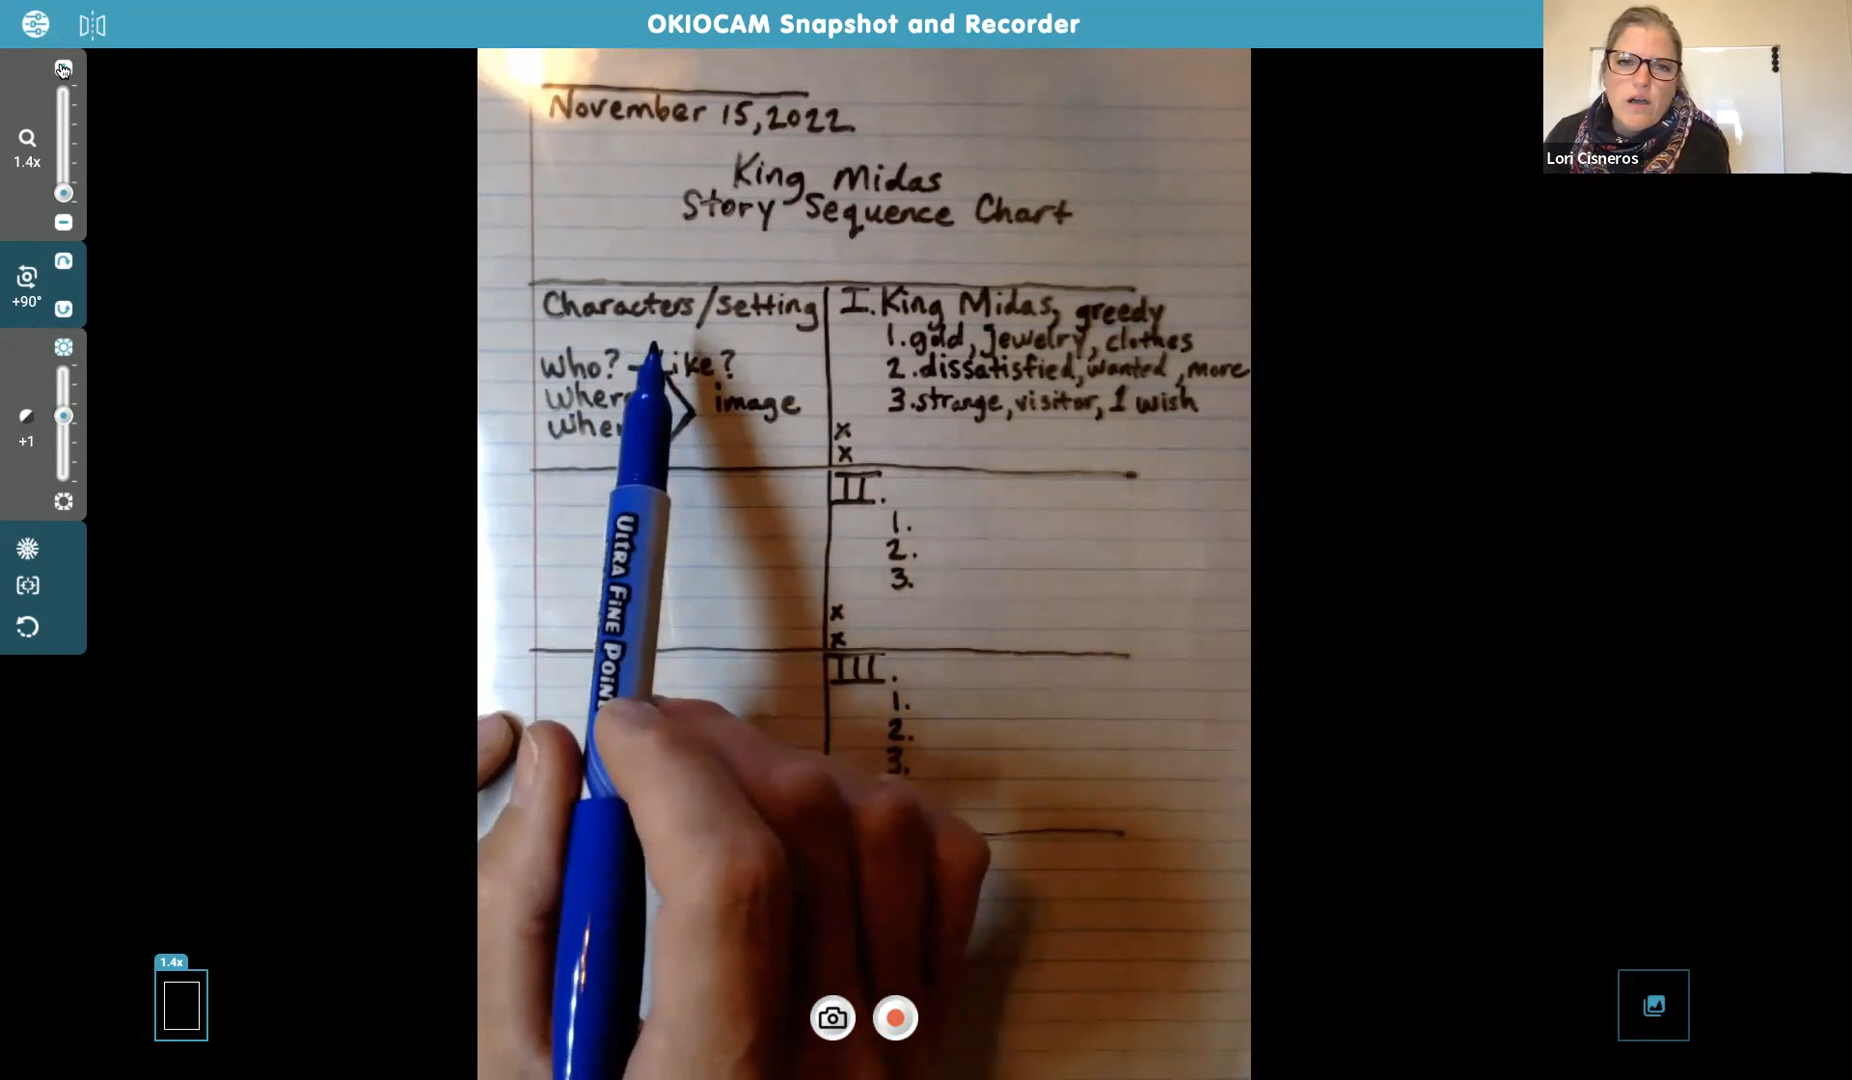 OKIOCAM Snapshot and Recorder
1.4x
+90°
+1
Lori Cisneros
November 15, 2022
King Midas
Story Sequence Chart
Characters/setting
Who? - Like?
image
I. King Midas, greedy
1. gold, jewelry, clothes
2. dissatisfied, wanted, more
3. strange, visitor, 1 wish
x
x
II.
1.
2.
3.
x
x
III.
1.
2.
3.
ULTRA FINE POINT
1.4x